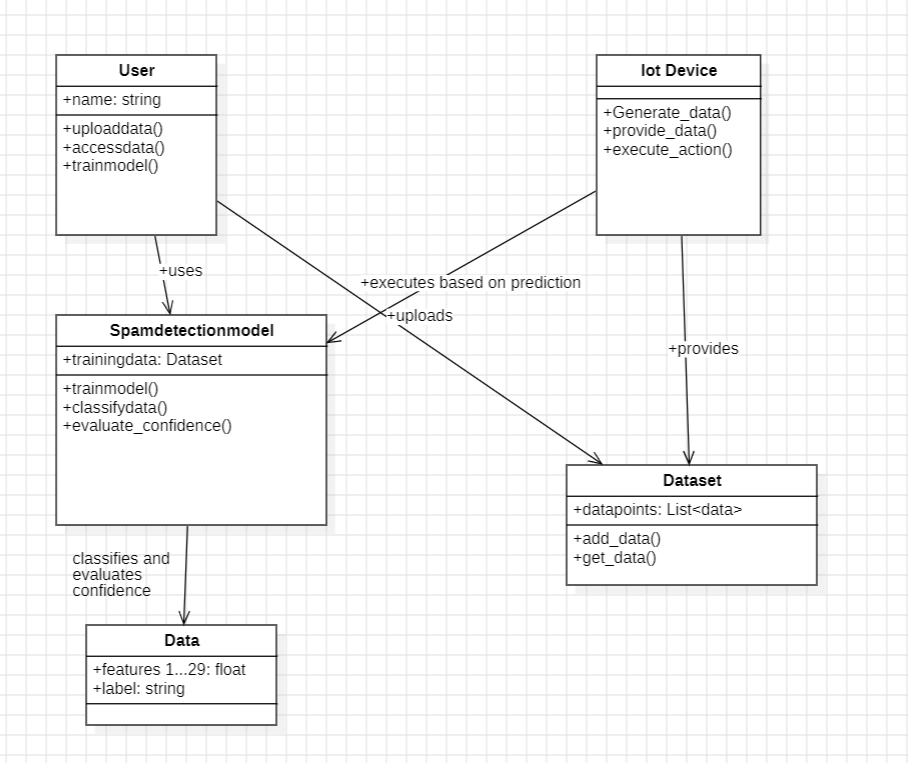 User
+name: string
+uploaddata()
+accessdata()
+trainmodel()
Iot Device
+Generate_data()
+provide_data()
+execute_action()
+uses
+executes based on prediction
+uploads
+provides
Spamdetectionmodel
+trainingdata: Dataset
+trainmodel()
+classifydata()
+evaluate_confidence()
Dataset
+datapoints: List<data>
+add_data()
+get_data()
classifies and
evaluates
confidence
Data
+features 1...29: float
+label: string